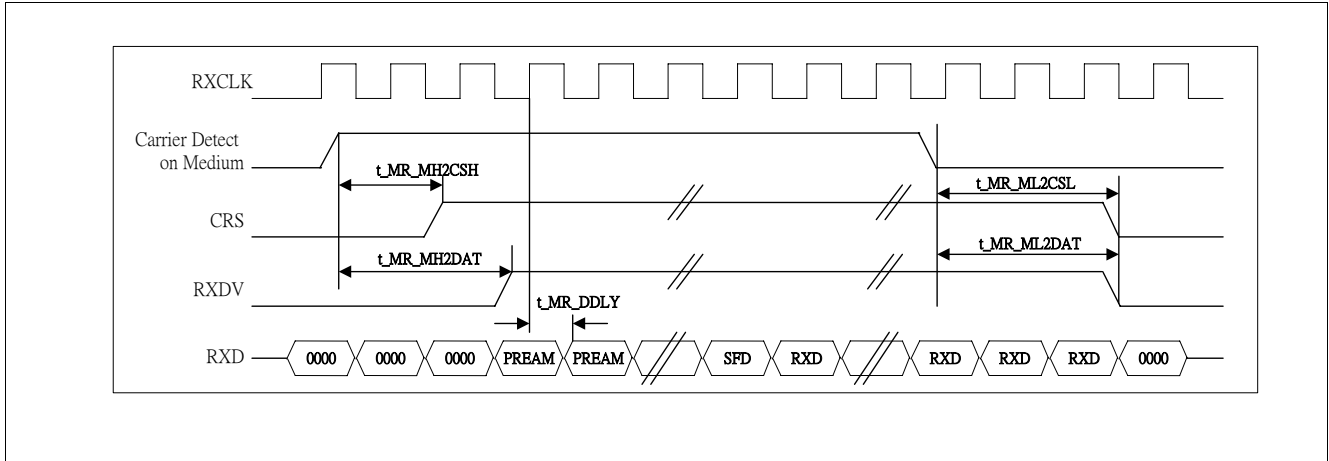 RXCLK
Carrier Detect
on Medium
t_MR_MH2CSH
t_MR_ML2CSL
CRS
t_MR_MH2DAT
t_MR_ML2DAT
RXDV
t_MR_DDLY
RXD
0000 0000 0000 PREAM PREAM SFD RXD RXD RXD RXD 0000